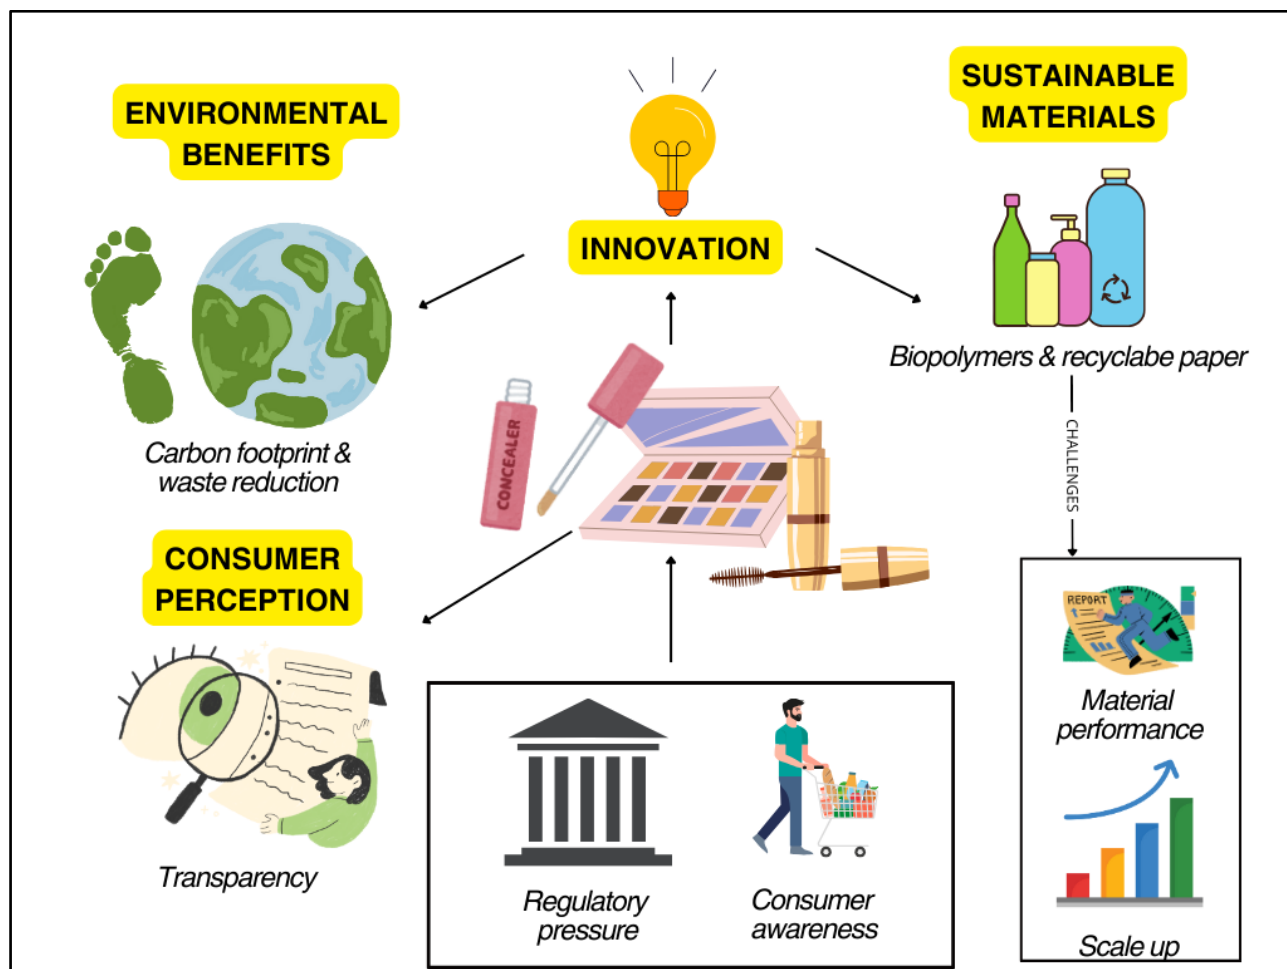 ENVIRONMENTAL
BENEFITS
Carbon footprint &
waste reduction
INNOVATION
SUSTAINABLE
MATERIALS
Biopolymers & recyclabe paper
CHALLENGES
CONCEALER
CONSUMER
PERCEPTION
Transparency
Regulatory
pressure
Consumer
awareness
REPORT
Material
performance
Scale up